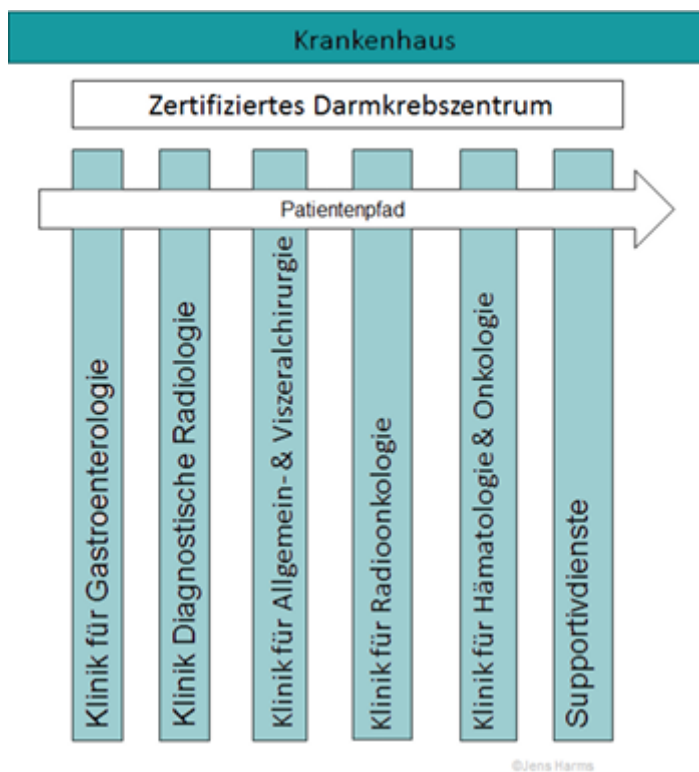 Krankenhaus
Zertifiziertes Darmkrebszentrum
Patientenpfad
Klinik für Gastroenterologie
Klinik Diagnostische Radiologie
Klinik für Allgemein- & Viszeralchirurgie
Klinik für Radioonkologie
Klinik für Hämatologie & Onkologie
Supportivdienste
©Jens Harms